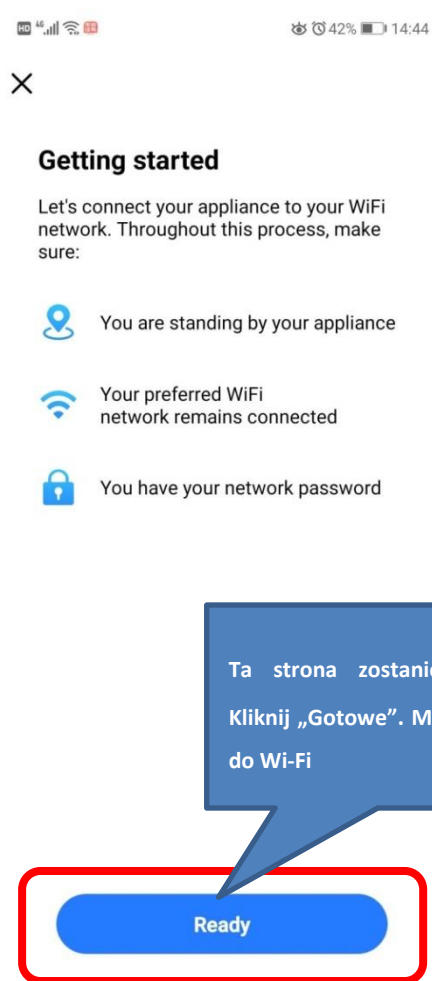 HD 4G 42% 14:44
Getting started
Let's connect your appliance to your WiFi
network. Throughout this process, make
sure:
You are standing by your appliance
Your preferred WiFi
network remains connected
You have your network password
Ta strona zostanie
Kliknij „Gotowe”. M
do Wi-Fi
Ready